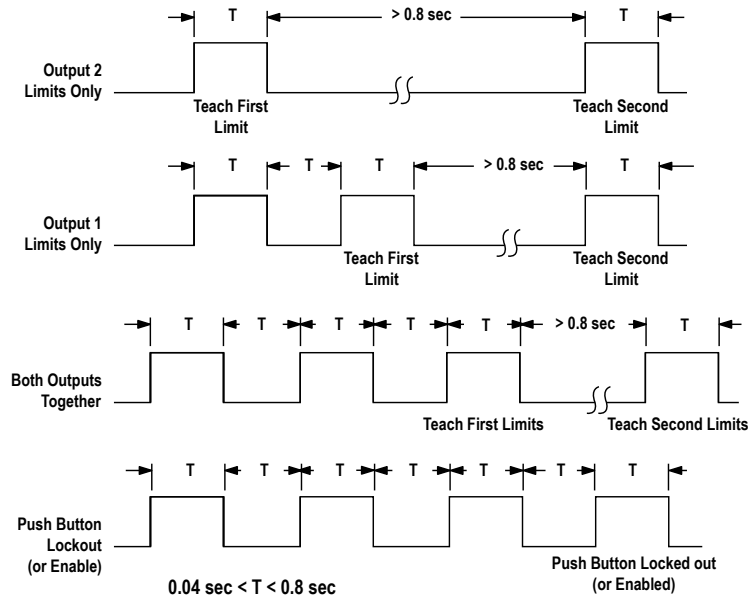 T > 0.8 sec T
Output 2
Limits Only
Teach First
Limit
Teach Second
Limit
T T T > 0.8 sec T
Output 1
Limits Only
Teach First
Limit
Teach Second
Limit
T T T T T > 0.8 sec T
Both Outputs
Together
Teach First Limits
Teach Second Limits
T T T T T T T
Push Button
Lockout
(or Enable)
Push Button Locked out
(or Enabled)
0.04 sec < T < 0.8 sec